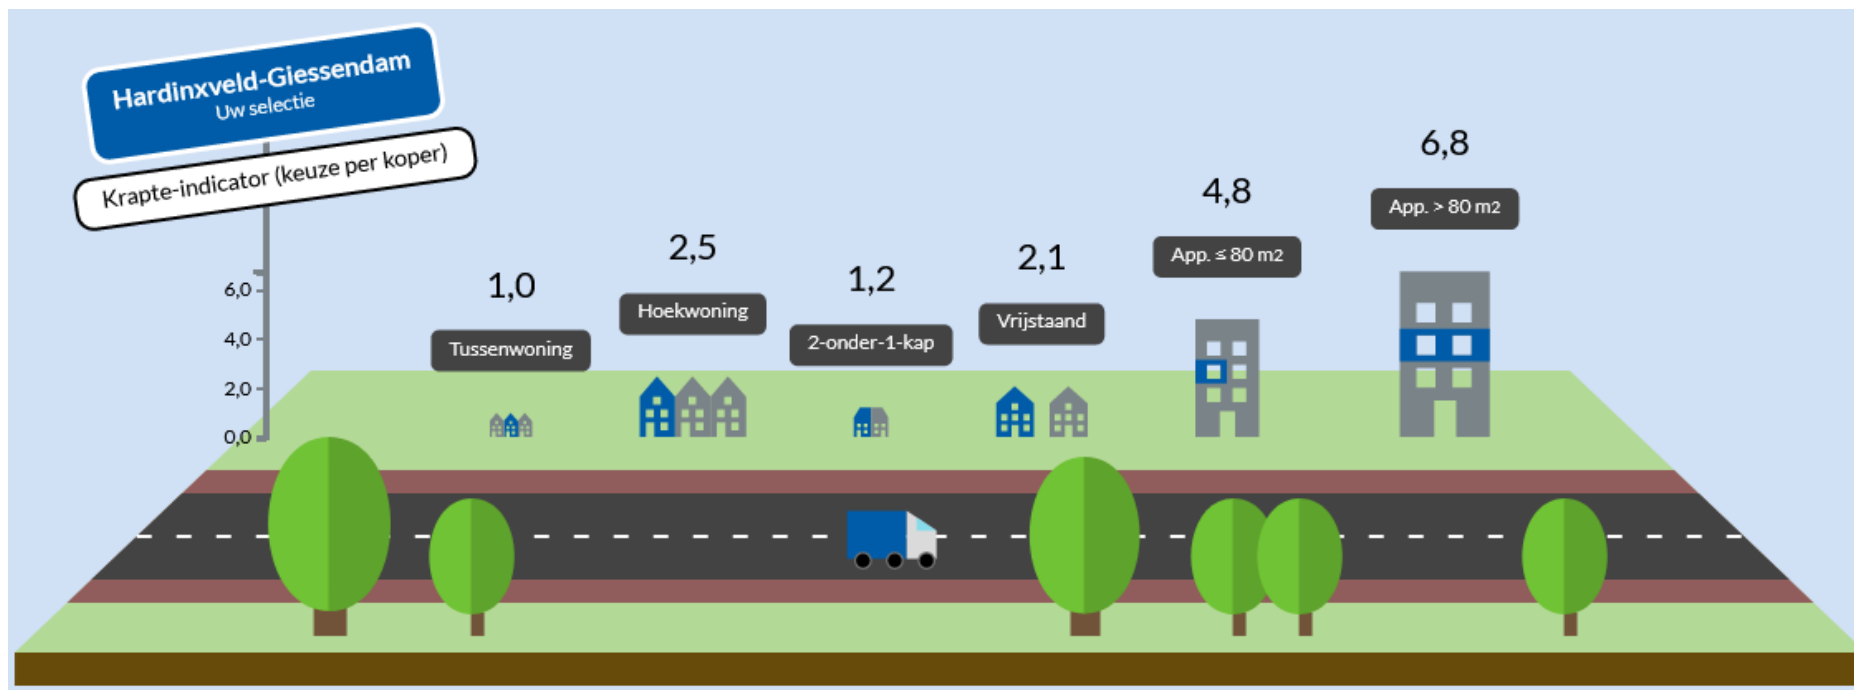 Hardinxveld-Giessendam
Uw selectie
Krapte-indicator (keuze per koper)
6,0
4,0
2,0
0,0
1,0
Tussenwoning
2,5
Hoekwoning
1,2
2-onder-1-kap
2,1
Vrijstaand
4,8
App. ≤ 80 m2
6,8
App. > 80 m2